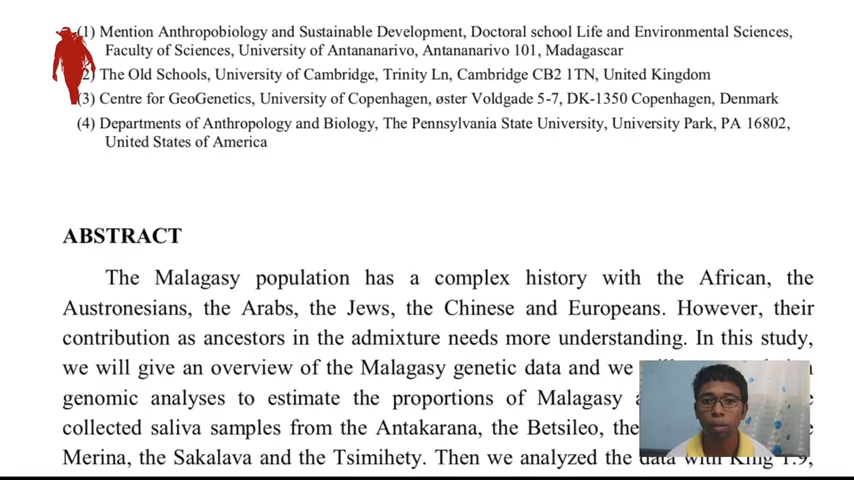 (1) Mention Anthropobiology and Sustainable Development, Doctoral school Life and Environmental Sciences,
Faculty of Sciences, University of Antananarivo, Antananarivo 101, Madagascar
2) The Old Schools, University of Cambridge, Trinity Ln, Cambridge CB2 1TN, United Kingdom
(3) Centre for GeoGenetics, University of Copenhagen, øster Voldgade 5-7, DK-1350 Copenhagen, Denmark
(4) Departments of Anthropology and Biology, The Pennsylvania State University, University Park, PA 16802,
United States of America
ABSTRACT
The Malagasy population has a complex history with the African, the
Austronesians, the Arabs, the Jews, the Chinese and Europeans. However, their
contribution as ancestors in the admixture needs more understanding. In this study,
we will give an overview of the Malagasy genetic data and we
genomic analyses to estimate the proportions of Malagasy
collected saliva samples from the Antakarana, the Betsileo, the
Merina, the Sakalava and the Tsimihety. Then we analyzed the data with King 1.9,